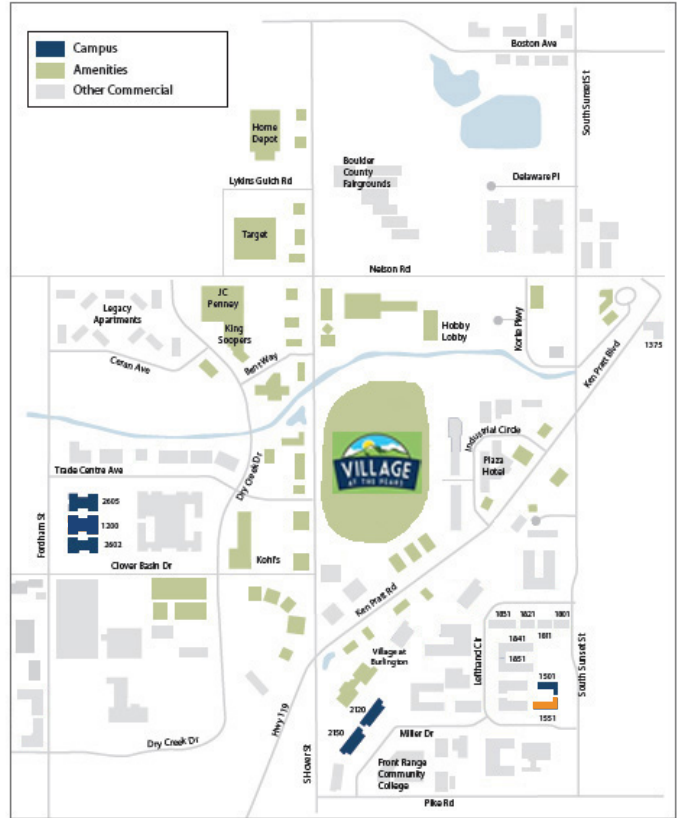 Campus
Amenities
Other Commercial
Boston Ave
South Sunset St
Home
Depot
Boulder
County
Fairgrounds
Lykins Gulch Rd
Delaware Pl
Target
Nelson Rd
JC
Penney
Legacy
Apartments
King
Soopers
Hobby
Lobby
Korte Pkwy
Ken Pratt Blvd
1375
Bent Way
Ceran Ave
Industrial Circle
VILLAGE
AT THE PEAKS
Plaza
Hotel
Trade Centre Ave
Dry Creek Dr
2605
1200
2602
Fordham St
Kohl's
Clover Basin Dr
Ken Pratt Rd
1851
1821
1801
1841
1811
1851
Lefthand Cir
South Sunset St
Village at
Burlington
1501
1551
2120
2150
Hwy 119
S Hover St
Miller Dr
Dry Creek Dr
Front Range
Community
College
Pike Rd